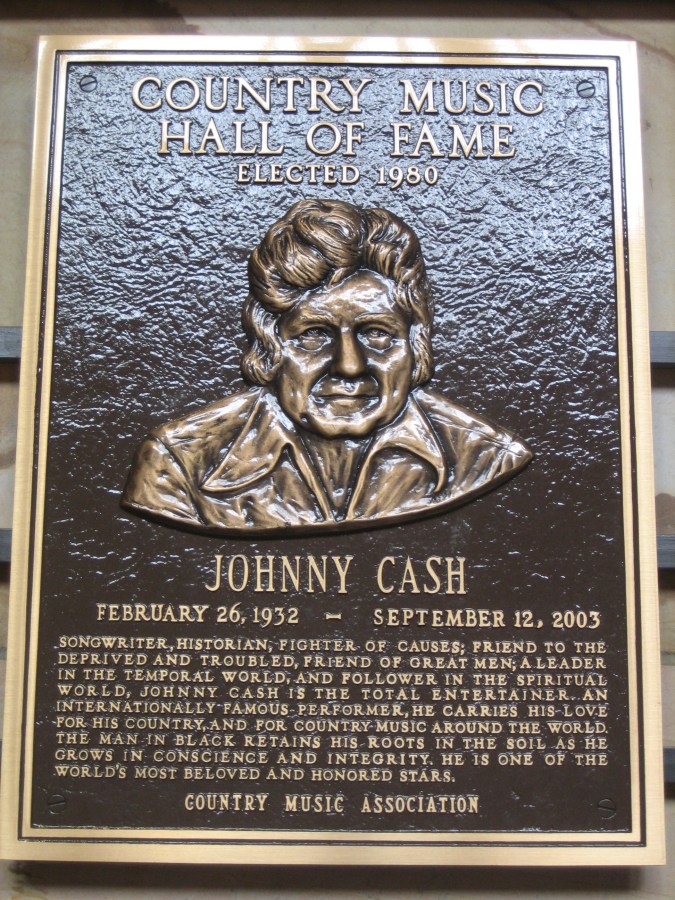 COUNTRY MUSIC
HALL OF FAME
ELECTED 1980
JOHNNY CASH
FEBRUARY 26, 1932 – SEPTEMBER 12, 2003
SONGWRITER, HISTORIAN, FIGHTER OF CAUSES; FRIEND TO THE
DEPRIVED AND TROUBLED, FRIEND OF GREAT MEN; A LEADER
IN THE TEMPORAL WORLD, AND FOLLOWER IN THE SPIRITUAL
WORLD, JOHNNY CASH IS THE TOTAL ENTERTAINER. AN
INTERNATIONALLY FAMOUS PERFORMER, HE CARRIES HIS LOVE
FOR HIS COUNTRY, AND FOR COUNTRY MUSIC AROUND THE WORLD.
THE MAN IN BLACK RETAINS HIS ROOTS IN THE SOIL AS HE
GROWS IN CONSCIENCE AND INTEGRITY. HE IS ONE OF THE
WORLD'S MOST BELOVED AND HONORED STARS.
COUNTRY MUSIC ASSOCIATION